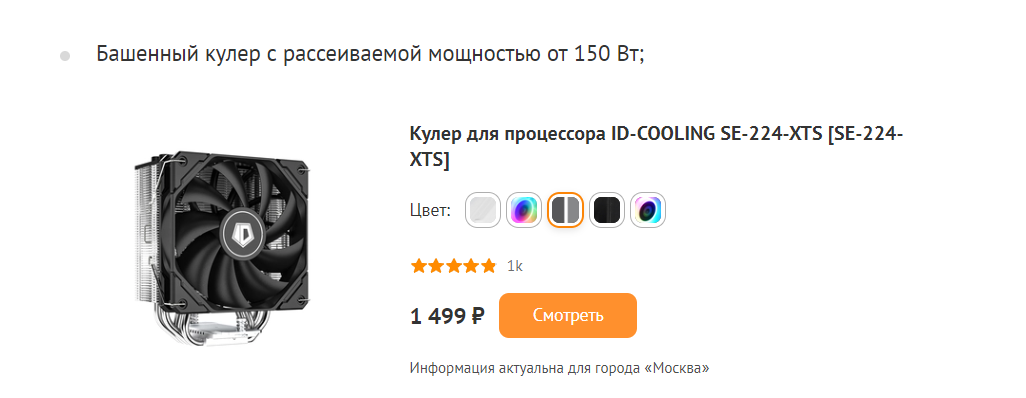 Башенный кулер с рассеиваемой мощностью от 150 Вт;
Кулер для процессора ID-COOLING SE-224-XTS [SE-224-
XTS]
Цвет:
1k
1 499 ₽
Смотреть
Информация актуальна для города «Москва»